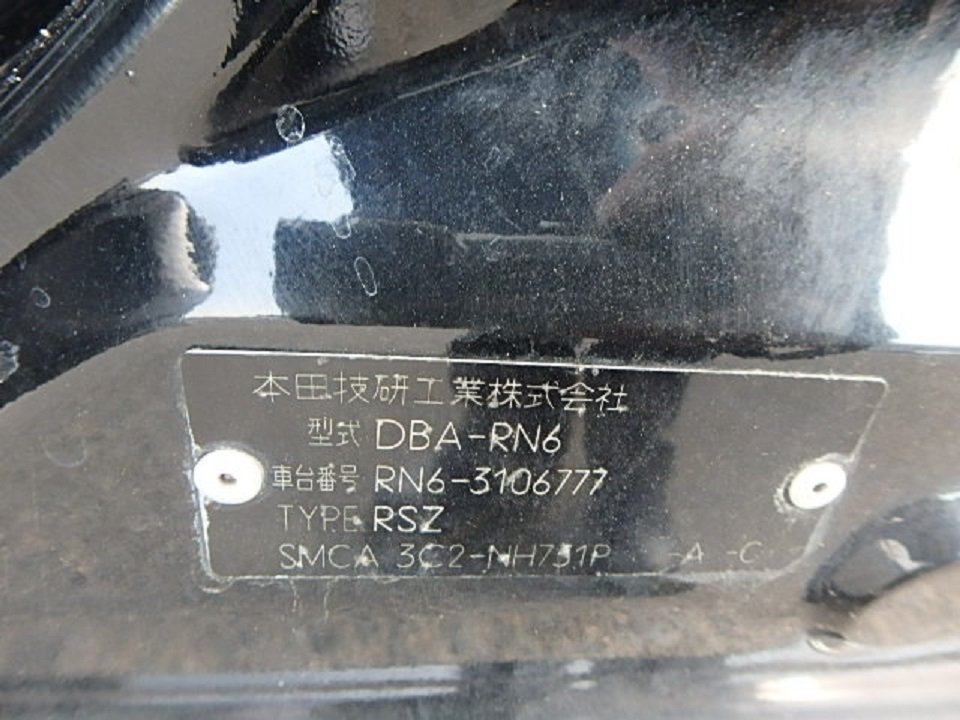 本田技研工業株式会社
型式 DBA-RN6
車台番号 RN6-3106777
TYPE RSZ
SMCA 3C2-NH731P -A -C